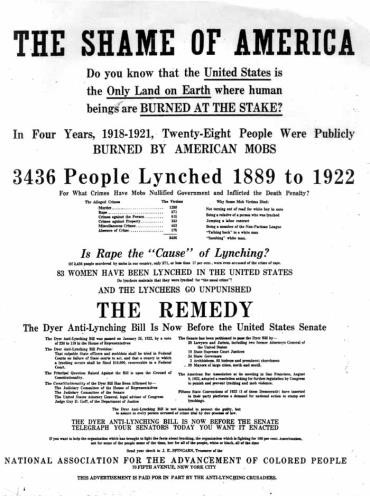 THE SHAME OF AMERICA
Do you know that the United States is
the Only Land on Earth where human
beings are BURNED AT THE STAKE?
In Four Years, 1918-1921, Twenty-Eight People Were Publicly
BURNED BY AMERICAN MOBS
3436 People Lynched 1889 to 1922
For What Crimes Have Mobs Nullified Government and Inflicted the Death Penalty?
The Alleged Crimes The Victims Why Some Mob Victims Died:
Murder Not turning out of road for white boy in auto
Rape 571 Being a relative of a person who was lynched
Crimes against the Person 615 Jumping a labor contract
Crimes against Property Being a member of the Non-Partisan League
Miscellaneous Crimes "Talking back" to a white man
Absence of Crime "Insulting" white man.
3436
Is Rape the "Cause" of Lynching?
Of 3,436 people murdered by mobs in our country, only 571, or less than 17 per cent., were even accused of the crime of rape.
83 WOMEN HAVE BEEN LYNCHED IN THE UNITED STATES
Do lynchers maintain that they were lynched for "the usual crime"?
AND THE LYNCHERS GO UNPUNISHED
THE REMEDY
The Dyer Anti-Lynching Bill Is Now Before the United States Senate
The Dyer Anti-Lynching Bill was passed on January 26, 1922, by a vote
of 230 to 119 in the House of Representatives
The Dyer Anti-Lynching Bill Provides:
That culpable State officers and mobbists shall be tried in Federal
Courts on failure of State courts to act, and that a county in which
a lynching occurs shall be fined $10,000, recoverable in a Federal
Court.
The Principal Question Raised Against the Bill is upon the Ground of
Constitutionality.
The Constitutionality of the Dyer Bill Has Been Affirmed by—
The Judiciary Committee of the House of Representatives
The Judiciary Committee of the Senate
The United States Attorney General, legal adviser of Congress
Judge Guy D. Goff, of the Department of Justice
The Senate has been petitioned to pass the Dyer Bill by—
29 Lawyers and Jurists, including two former Attorneys General of
the United States
19 State Supreme Court Justices
24 State Governors
3 Archbishops, 85 bishops and prominent churchmen
39 Mayors of large cities, north and south.
The American Bar Association at its meeting in San Francisco, August
9, 1922, adopted a resolution asking for further legislation by Congress
to punish and prevent lynching and mob violence.
Fifteen State Conventions of 1922 (3 of them Democratic) have inserted
in their party platforms a demand for national action to stamp out
lynchings.
The Dyer Anti-Lynching Bill is not intended to protect the guilty, but
to assure to every person accused of crime trial by due process of law.
THE DYER ANTI-LYNCHING BILL IS NOW BEFORE THE SENATE
TELEGRAPH YOUR SENATORS TODAY YOU WANT IT ENACTED
If you want to help the organization which has brought to light the facts about lynching, the organization which is fighting for 100 per cent. Americanism,
not for some of the people some of the time, but for all of the people, white or black, all of the time
Send your check to J. E. SPINGARN, Treasurer of the
NATIONAL ASSOCIATION FOR THE ADVANCEMENT OF COLORED PEOPLE
70 FIFTH AVENUE, NEW YORK CITY
THIS ADVERTISEMENT IS PAID FOR IN PART BY THE ANTI-LYNCHING CRUSADERS.